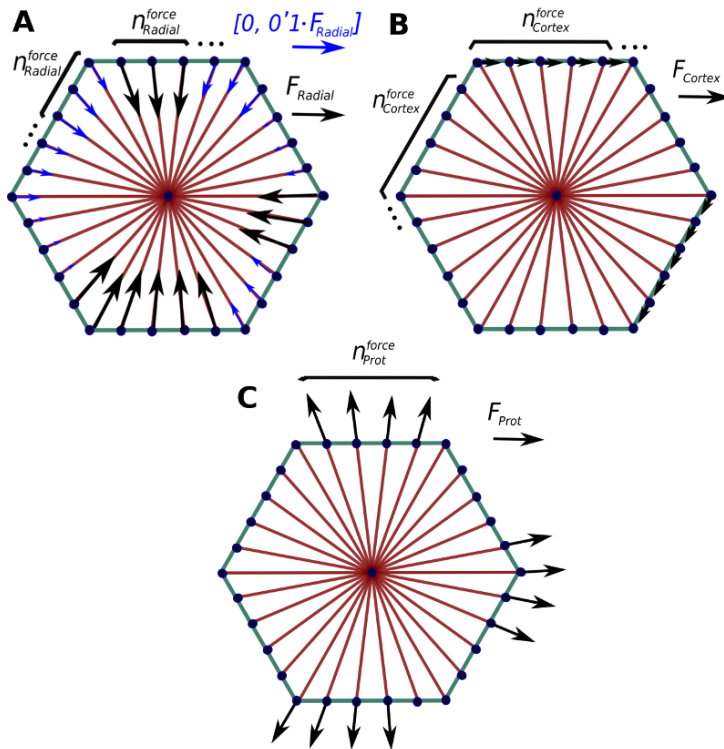 A
n^force_Radial
n^force_Radial
[0, 0'1·F_Radial]
F_Radial
B
n^force_Cortex
n^force_Cortex
F_Cortex
C
n^force_Prot
F_Prot